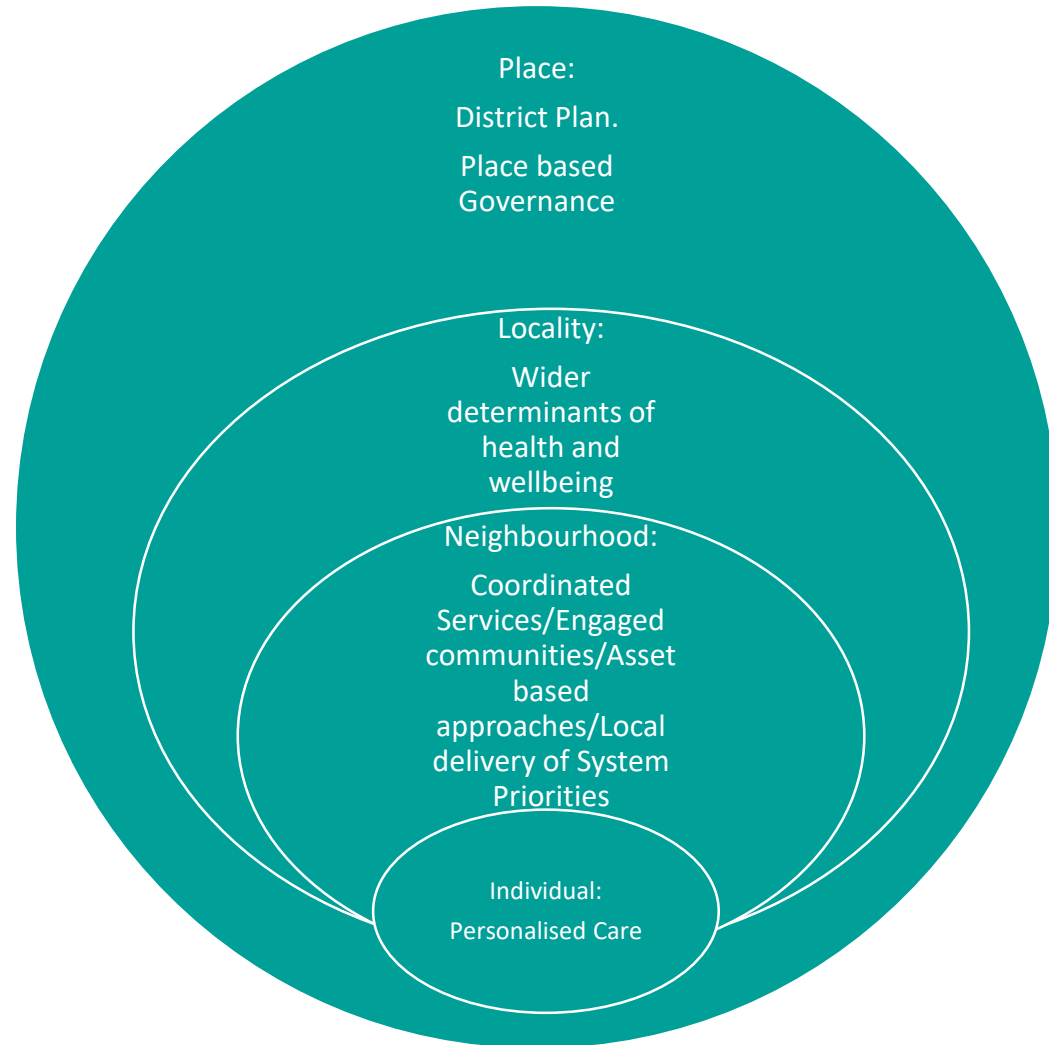 Place:
District Plan.
Place based
Governance
Locality:
Wider
determinants of
health and
wellbeing
Neighbourhood:
Coordinated
Services/Engaged
communities/Asset
based
approaches/Local
delivery of System
Priorities
Individual:
Personalised Care